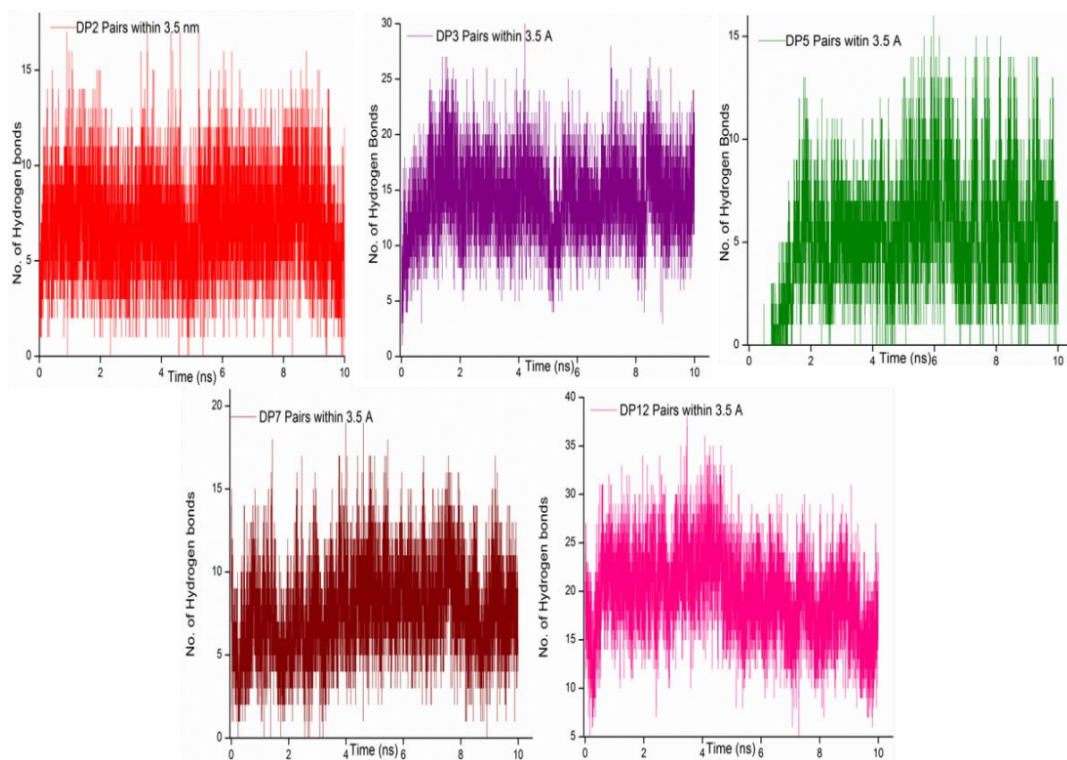 DP2 Pairs within 3.5 nm
No. of Hydrogen bonds
15
10
5
0
0 2 4 6 8 10
Time (ns)
DP3 Pairs within 3.5 A
No. of Hydrogen Bonds
30
25
20
15
10
5
0
0 2 4 6 8 10
Time (ns)
DP5 Pairs witin 3.5 A
No. of Hydrogen Bonds
15
10
5
0
2 4 6 8 10
Time (ns)
DP7 Pairs within 3.5 A
No. of Hydrogen bonds
20
15
10
5
0
0 2 4 6 8 10
Time (ns)
DP12 Pairs within 3.5 A
No. of Hydrogen bonds
40
35
30
25
20
15
10
5
0 2 4 6 8 10
Time (ns)